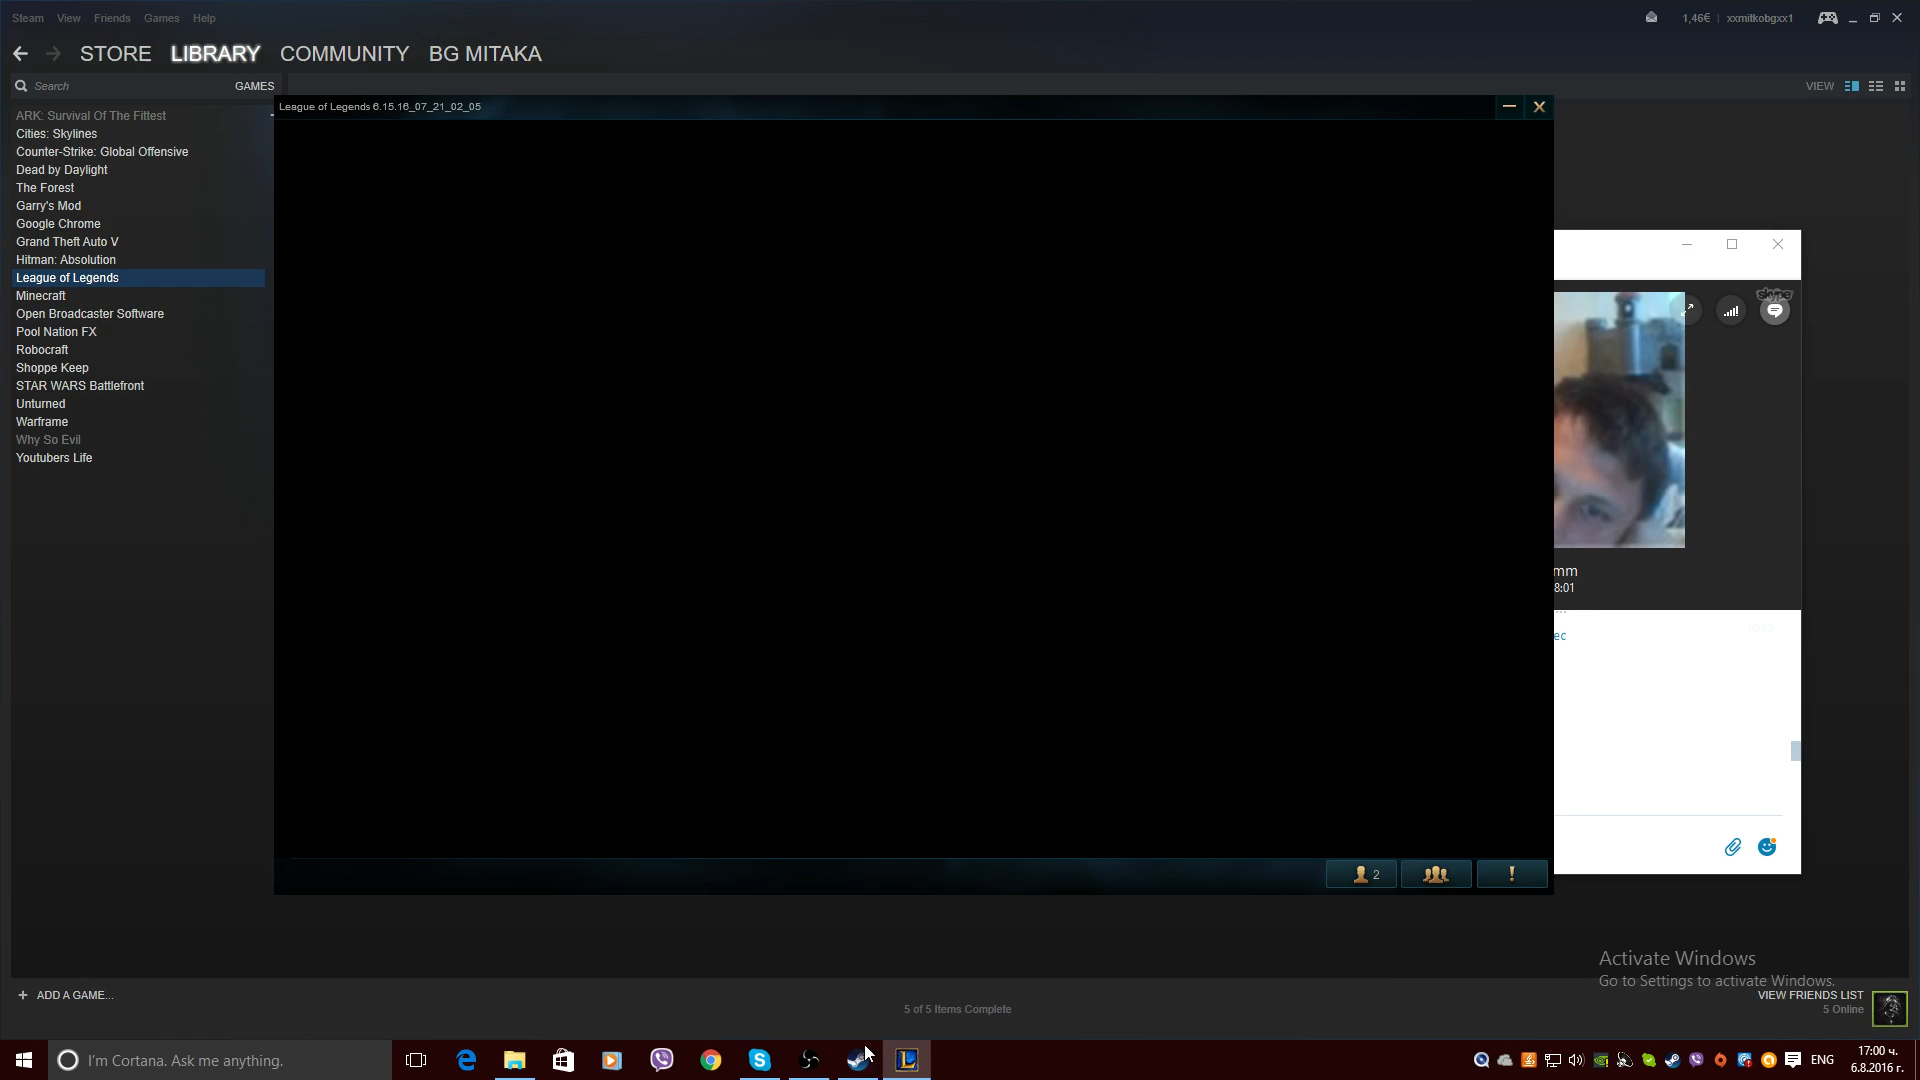 Steam View Friends Games Help
1,46€ | xxmitkobgxx1
STORE LIBRARY COMMUNITY BG MITAKA
Search GAMES
VIEW
League of Legends 6.15.16_07_21_02_05
ARK: Survival Of The Fittest
Cities: Skylines
Counter-Strike: Global Offensive
Dead by Daylight
The Forest
Garry's Mod
Google Chrome
Grand Theft Auto V
Hitman: Absolution
League of Legends
Minecraft
Open Broadcaster Software
Pool Nation FX
Robocraft
Shoppe Keep
STAR WARS Battlefront
Unturned
Warframe
Why So Evil
Youtubers Life
skype
mm
8:01
ec
2
Activate Windows
Go to Settings to activate Windows.
+ ADD A GAME...
5 of 5 Items Complete
VIEW FRIENDS LIST
5 Online
I'm Cortana. Ask me anything.
ENG
17:00 ч.
6.8.2016 г.